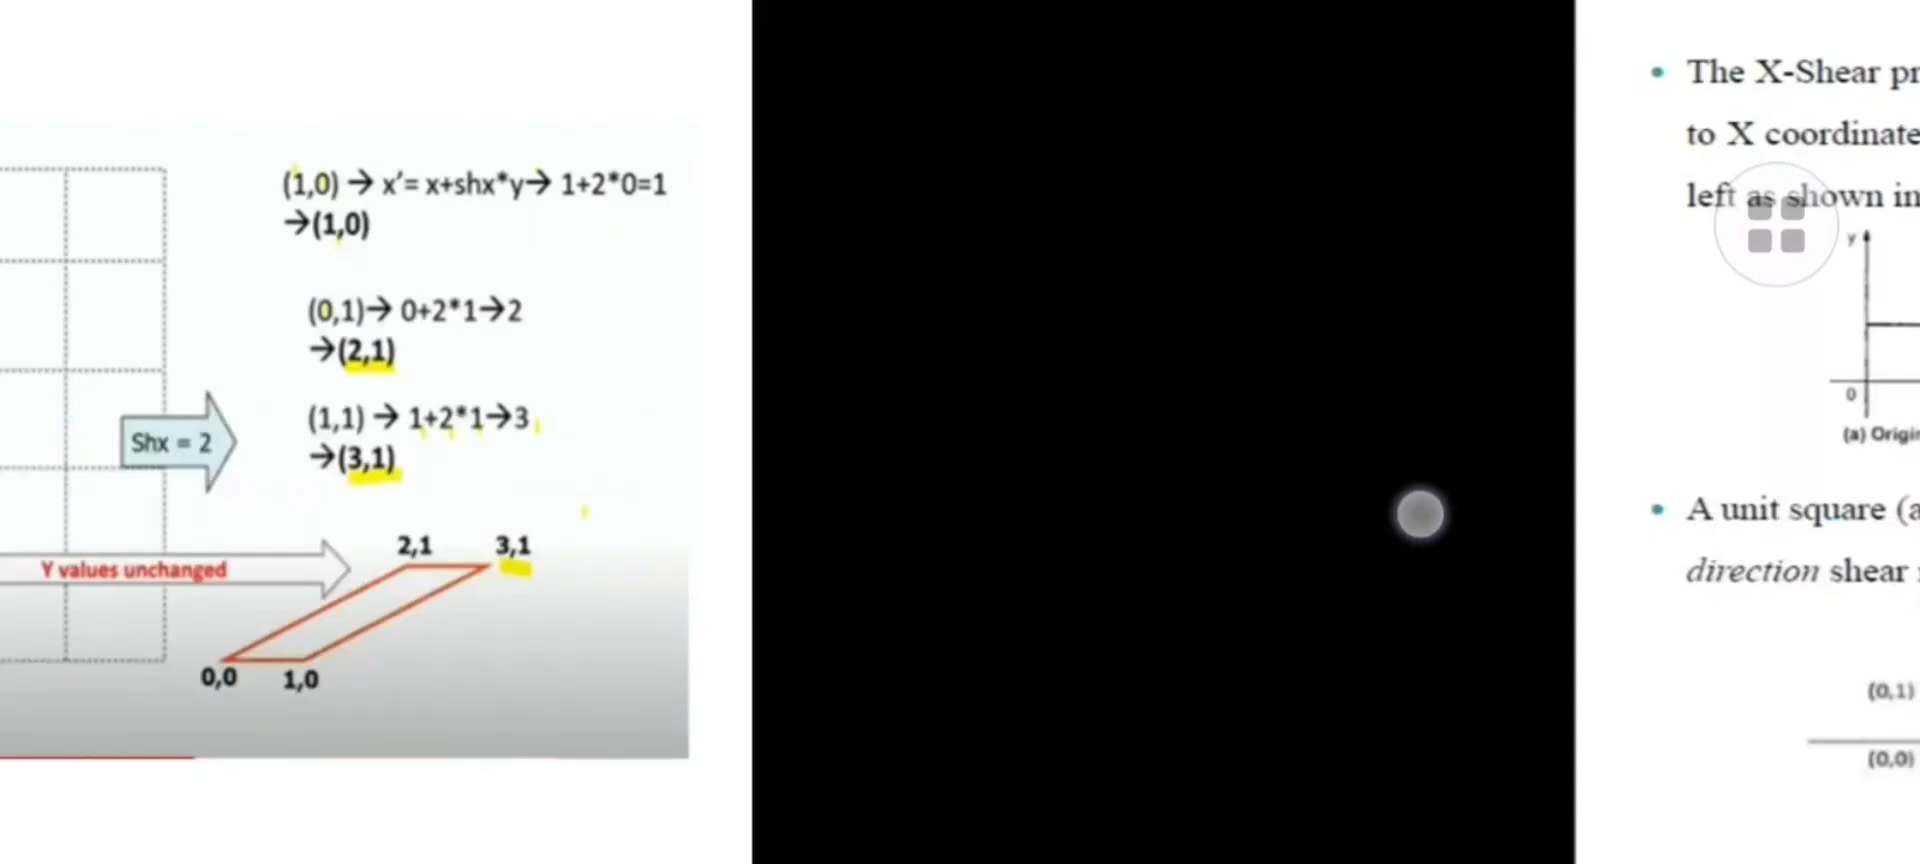 (1,0) → x′= x+shx*y→ 1+2*0=1
→(1,0)
(0,1)→ 0+2*1→2
→(2,1)
(1,1) → 1+2*1→3
→(3,1)
Shx = 2
2,1 3,1
Y values unchanged
0,0 1,0
• The X-Shear pr
to X coordinate
left as shown in
y
0
(a) Origin
• A unit square (a
direction shear
(0,1)
(0,0)